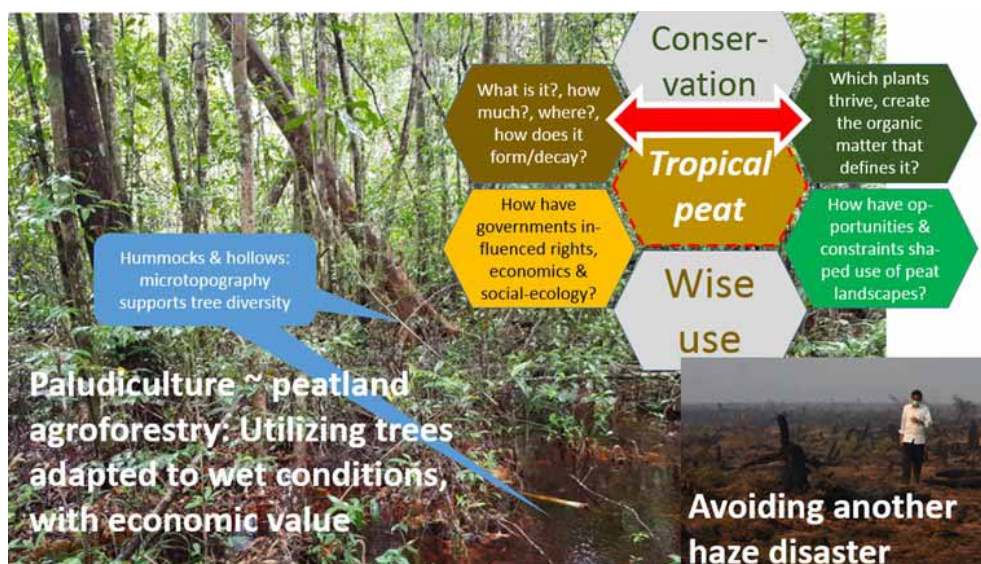 Conser-
vation
What is it?, how
much?, where?,
how does it
form/decay?
Which plants
thrive, create
the organic
matter that
defines it?
Tropical
peat
How have
governments in-
fluenced rights,
economics &
social-ecology?
How have op-
portunities &
constraints sha-
ped use of peat
landscapes?
Wise
use
Hummocks & hollows:
microtopography
supports tree diversity
Paludiculture ~ peatland
agroforestry: Utilizing trees
adapted to wet conditions,
with economic value
Avoiding another
haze disaster